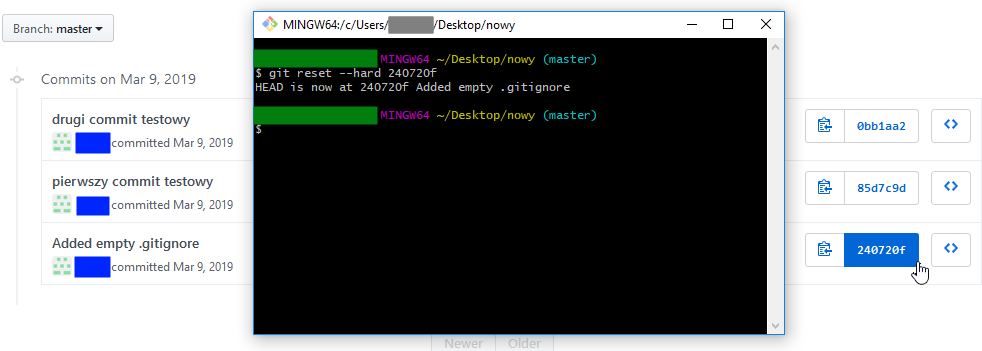 Branch: master
Commits on Mar 9, 2019
drugi commit testowy
committed Mar 9, 2019
0bb1aa2
pierwszy commit testowy
committed Mar 9, 2019
85d7c9d
Added empty .gitignore
committed Mar 9, 2019
240720f
Newer Older
MINGW64:/c/Users/ /Desktop/nowy
MINGW64 ~/Desktop/nowy (master)
$ git reset --hard 240720f
HEAD is now at 240720f Added empty .gitignore
MINGW64 ~/Desktop/nowy (master)
$